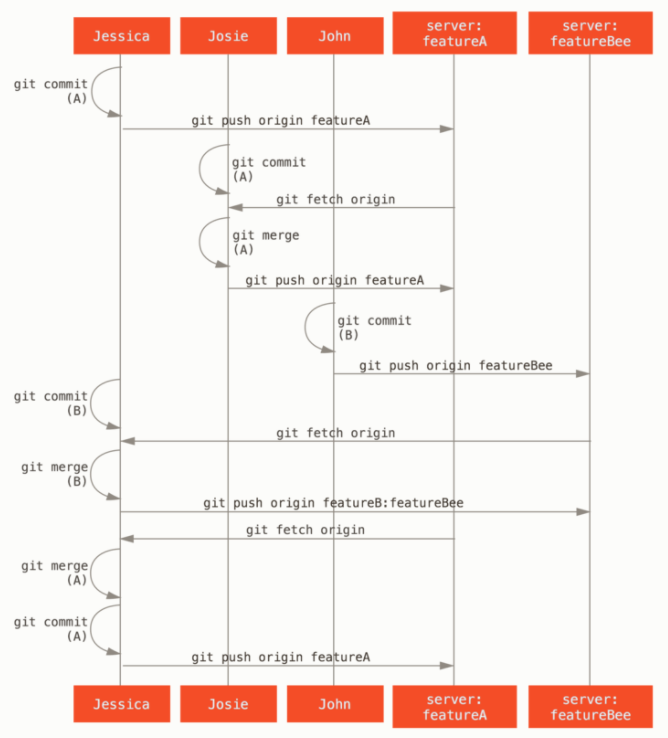 Jessica
Josie
John
server:
featureA
server:
featureBee
git commit
(A)
git push origin featureA
git commit
(A)
git fetch origin
git merge
(A)
git push origin featureA
git commit
(B)
git push origin featureBee
git commit
(B)
git fetch origin
git merge
(B)
git push origin featureB:featureBee
git fetch origin
git merge
(A)
git commit
(A)
git push origin featureA
Jessica
Josie
John
server:
featureA
server:
featureBee